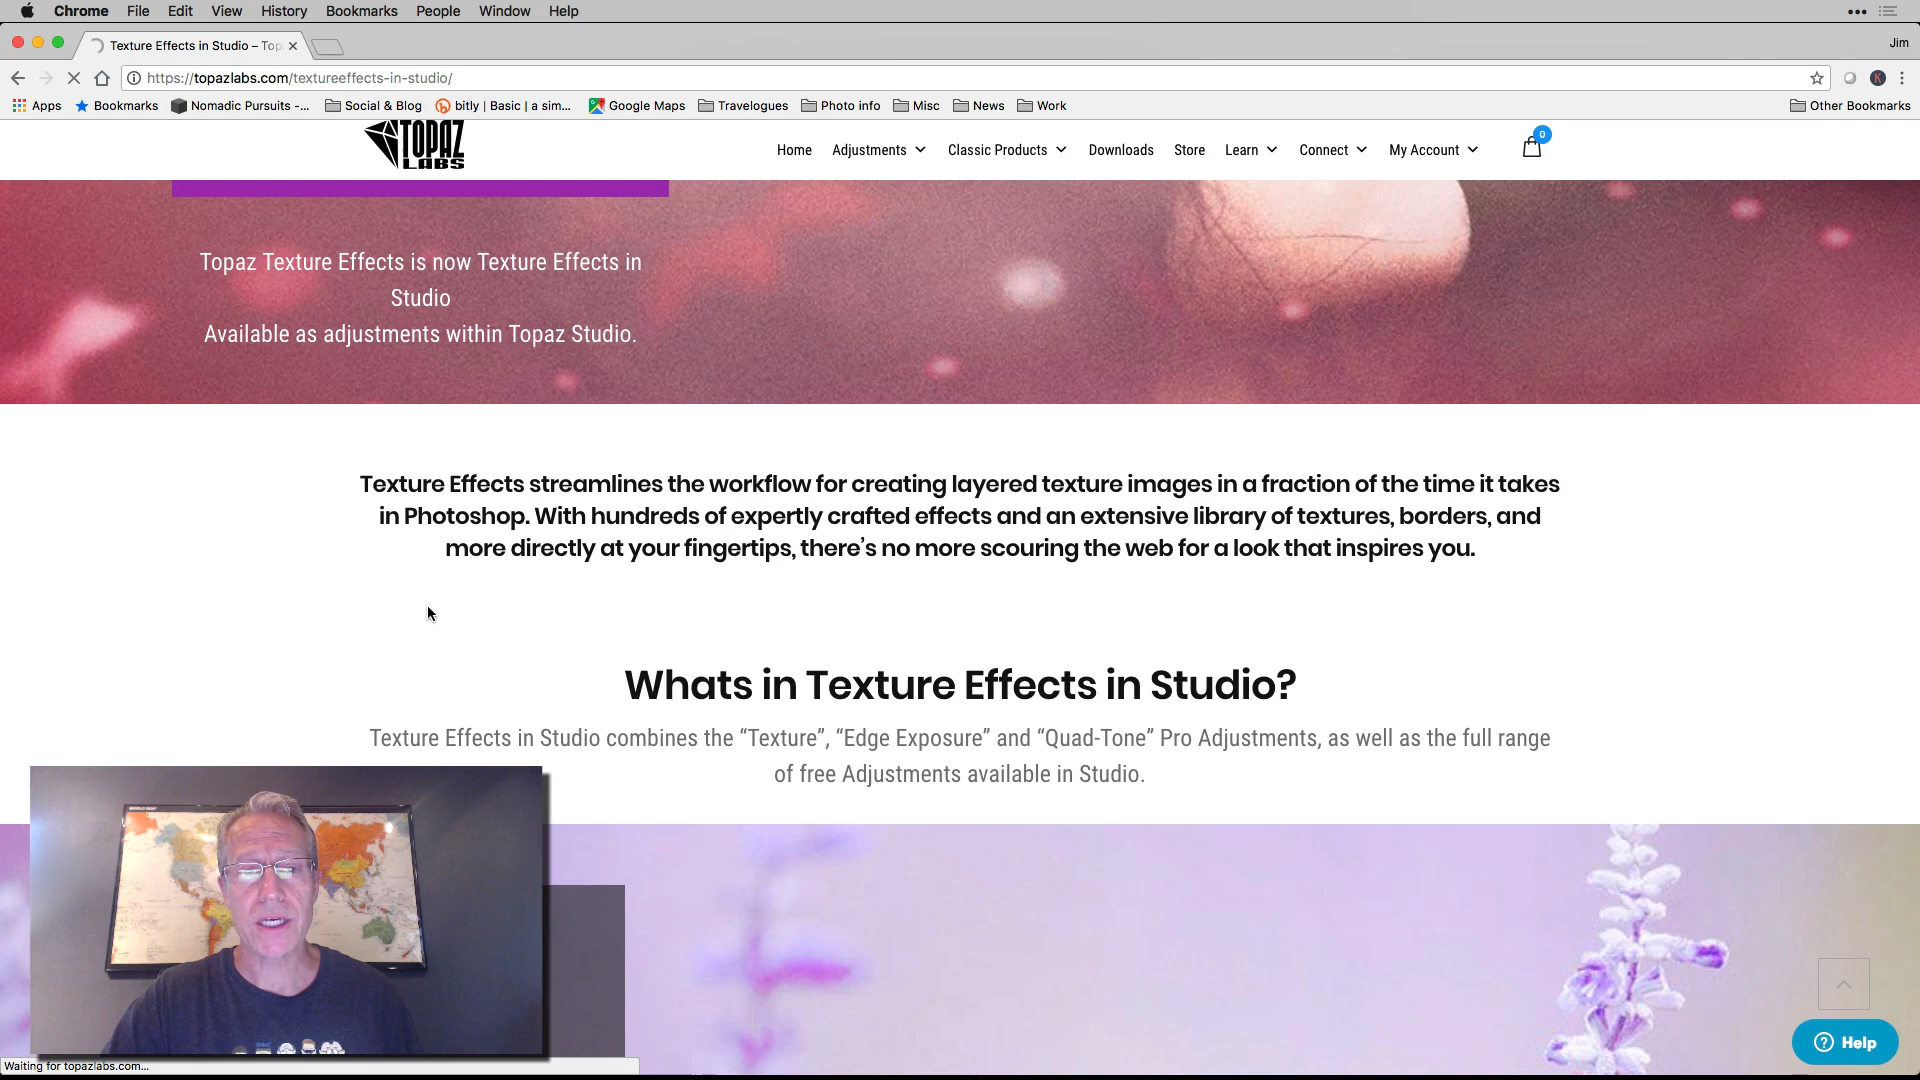 Chrome File Edit View History Bookmarks People Window Help
Texture Effects in Studio – Top
Jim
https://topazlabs.com/textureeffects-in-studio/
Apps Bookmarks Nomadic Pursuits -... Social & Blog bitly | Basic | a sim... Google Maps Travelogues Photo info Misc News Work Other Bookmarks
TOPAZ
LABS
Home Adjustments Classic Products Downloads Store Learn Connect My Account 0
Topaz Texture Effects is now Texture Effects in
Studio
Available as adjustments within Topaz Studio.
Texture Effects streamlines the workflow for creating layered texture images in a fraction of the time it takes
in Photoshop. With hundreds of expertly crafted effects and an extensive library of textures, borders, and
more directly at your fingertips, there’s no more scouring the web for a look that inspires you.
Whats in Texture Effects in Studio?
Texture Effects in Studio combines the “Texture”, “Edge Exposure” and “Quad-Tone” Pro Adjustments, as well as the full range
of free Adjustments available in Studio.
WORLD MAP
Help
Waiting for topazlabs.com...